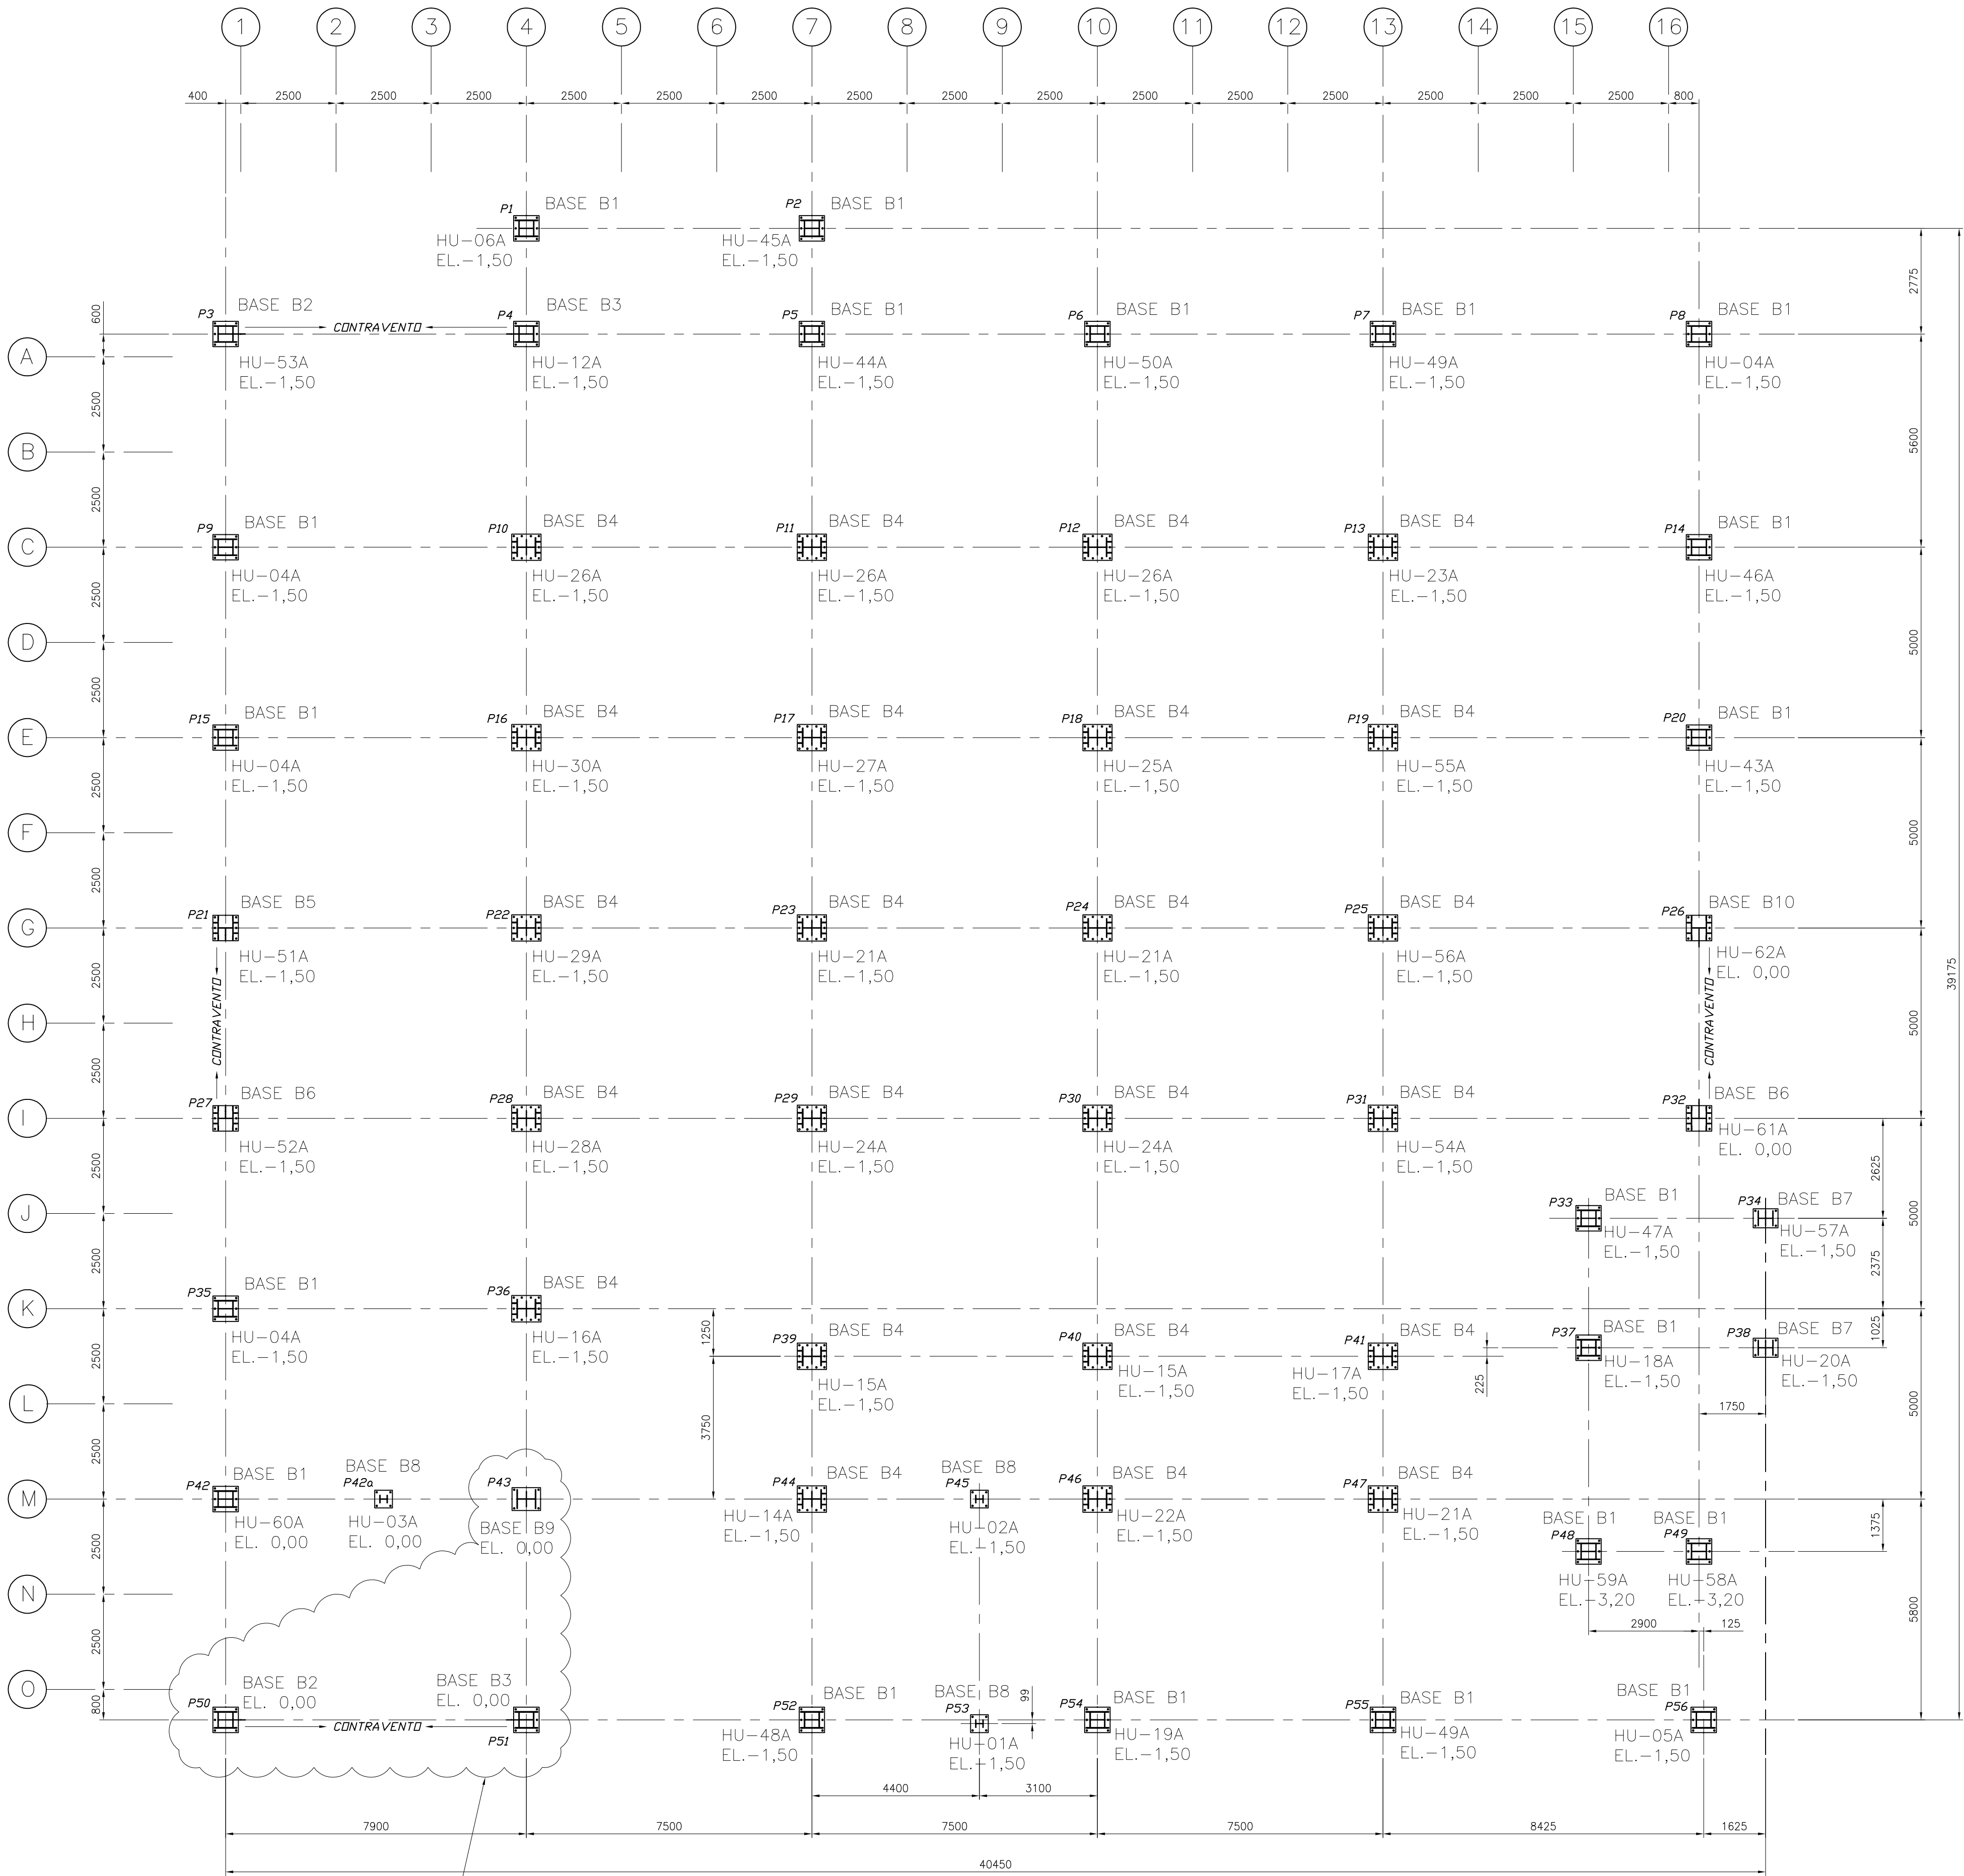 1 2 3 4 5 6 7 8 9 10 11 12 13 14 15 16
400 2500 2500 2500 2500 2500 2500 2500 2500 2500 2500 2500 2500 2500 2500 2500 800
P1 BASE B1 P2 BASE B1
HU-06A HU-45A
EL.-1,50 EL.-1,50
2775
600
P3 BASE B2 CONTRAVENTO P4 BASE B3 P5 BASE B1 P6 BASE B1 P7 BASE B1 P8 BASE B1
A
HU-53A HU-12A HU-44A HU-50A HU-49A HU-04A
EL.-1,50 EL.-1,50 EL.-1,50 EL.-1,50 EL.-1,50 EL.-1,50
2500
5600
B
2500
P9 BASE B1 P10 BASE B4 P11 BASE B4 P12 BASE B4 P13 BASE B4 P14 BASE B1
C
HU-04A HU-26A HU-26A HU-26A HU-23A HU-46A
EL.-1,50 EL.-1,50 EL.-1,50 EL.-1,50 EL.-1,50 EL.-1,50
2500
5000
D
2500
P15 BASE B1 P16 BASE B4 P17 BASE B4 P18 BASE B4 P19 BASE B4 P20 BASE B1
E
HU-04A HU-30A HU-27A HU-25A HU-55A HU-43A
EL.-1,50 EL.-1,50 EL.-1,50 EL.-1,50 EL.-1,50 EL.-1,50
2500
5000
F
2500
P21 BASE B5 P22 BASE B4 P23 BASE B4 P24 BASE B4 P25 BASE B4 P26 BASE B10
G
HU-51A HU-29A HU-21A HU-21A HU-56A HU-62A
EL.-1,50 EL.-1,50 EL.-1,50 EL.-1,50 EL.-1,50 EL. 0,00
39175
2500
CONTRAVENTO CONTRAVENTO
5000
H
2500
P27 BASE B6 P28 BASE B4 P29 BASE B4 P30 BASE B4 P31 BASE B4 P32 BASE B6
I
HU-52A HU-28A HU-24A HU-24A HU-54A HU-61A
EL.-1,50 EL.-1,50 EL.-1,50 EL.-1,50 EL.-1,50 EL. 0,00
2500
2625
5000
P33 BASE B1 P34 BASE B7
J
HU-47A HU-57A
EL.-1,50 EL.-1,50
2500
2375
P35 BASE B1 P36 BASE B4
K
HU-04A HU-16A
EL.-1,50 EL.-1,50
1250
1025
P39 BASE B4 P40 BASE B4 P41 BASE B4 P37 BASE B1 P38 BASE B7
2500
HU-15A HU-15A HU-17A HU-18A HU-20A
EL.-1,50 EL.-1,50 EL.-1,50 EL.-1,50 EL.-1,50
225
L
5000
1750
3750
2500
P42 BASE B1 P42a BASE B8 P43 P44 BASE B4 P45 BASE B8 P46 BASE B4 P47 BASE B4
M
HU-60A HU-03A BASE B9 HU-14A HU-02A HU-22A HU-21A
EL. 0,00 EL. 0,00 EL. 0,00 EL.-1,50 EL.-1,50 EL.-1,50 EL.-1,50
1375
BASE B1 BASE B1
P48 P49
2500
HU-59A HU-58A
EL.-3,20 EL.-3,20
N
5800
2900 125
2500
O
BASE B2 BASE B3 BASE B1 BASE B8 BASE B1 BASE B1 BASE B1
P50 EL. 0,00 EL. 0,00 P52 P53 99 P54 P55 P56
800
CONTRAVENTO P51
HU-48A HU-01A HU-19A HU-49A HU-05A
EL.-1,50 EL.-1,50 EL.-1,50 EL.-1,50 EL.-1,50
4400 3100
7900 7500 7500 7500 8425 1625
40450